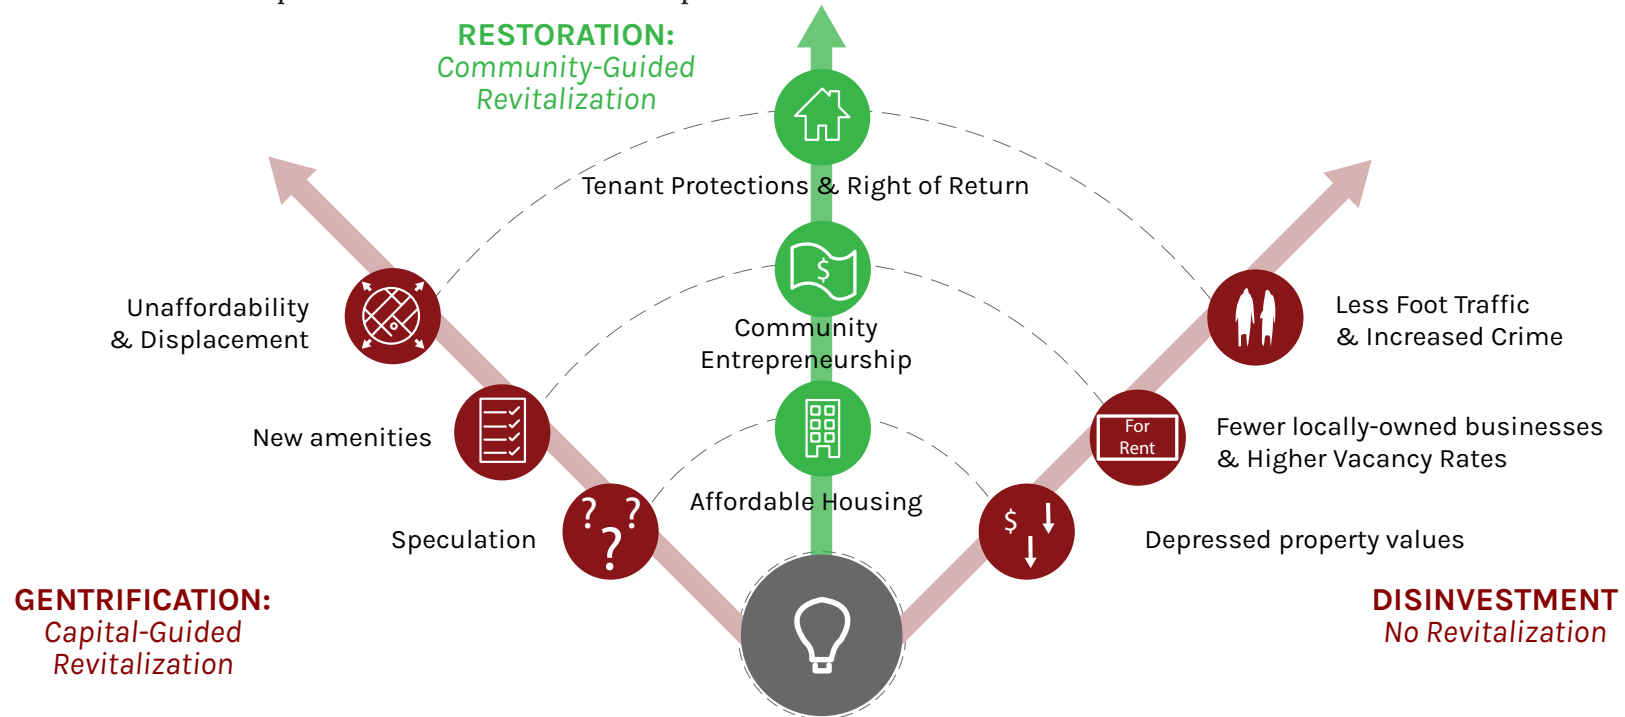 RESTORATION:
Community-Guided
Revitalization
Tenant Protections & Right of Return
$
Community
Entrepreneurship
Affordable Housing
Unaffordability
& Displacement
New amenities
Speculation
? ? ?
GENTRIFICATION:
Capital-Guided
Revitalization
Less Foot Traffic
& Increased Crime
For
Rent
Fewer locally-owned businesses
& Higher Vacancy Rates
$
Depressed property values
DISINVESTMENT
No Revitalization